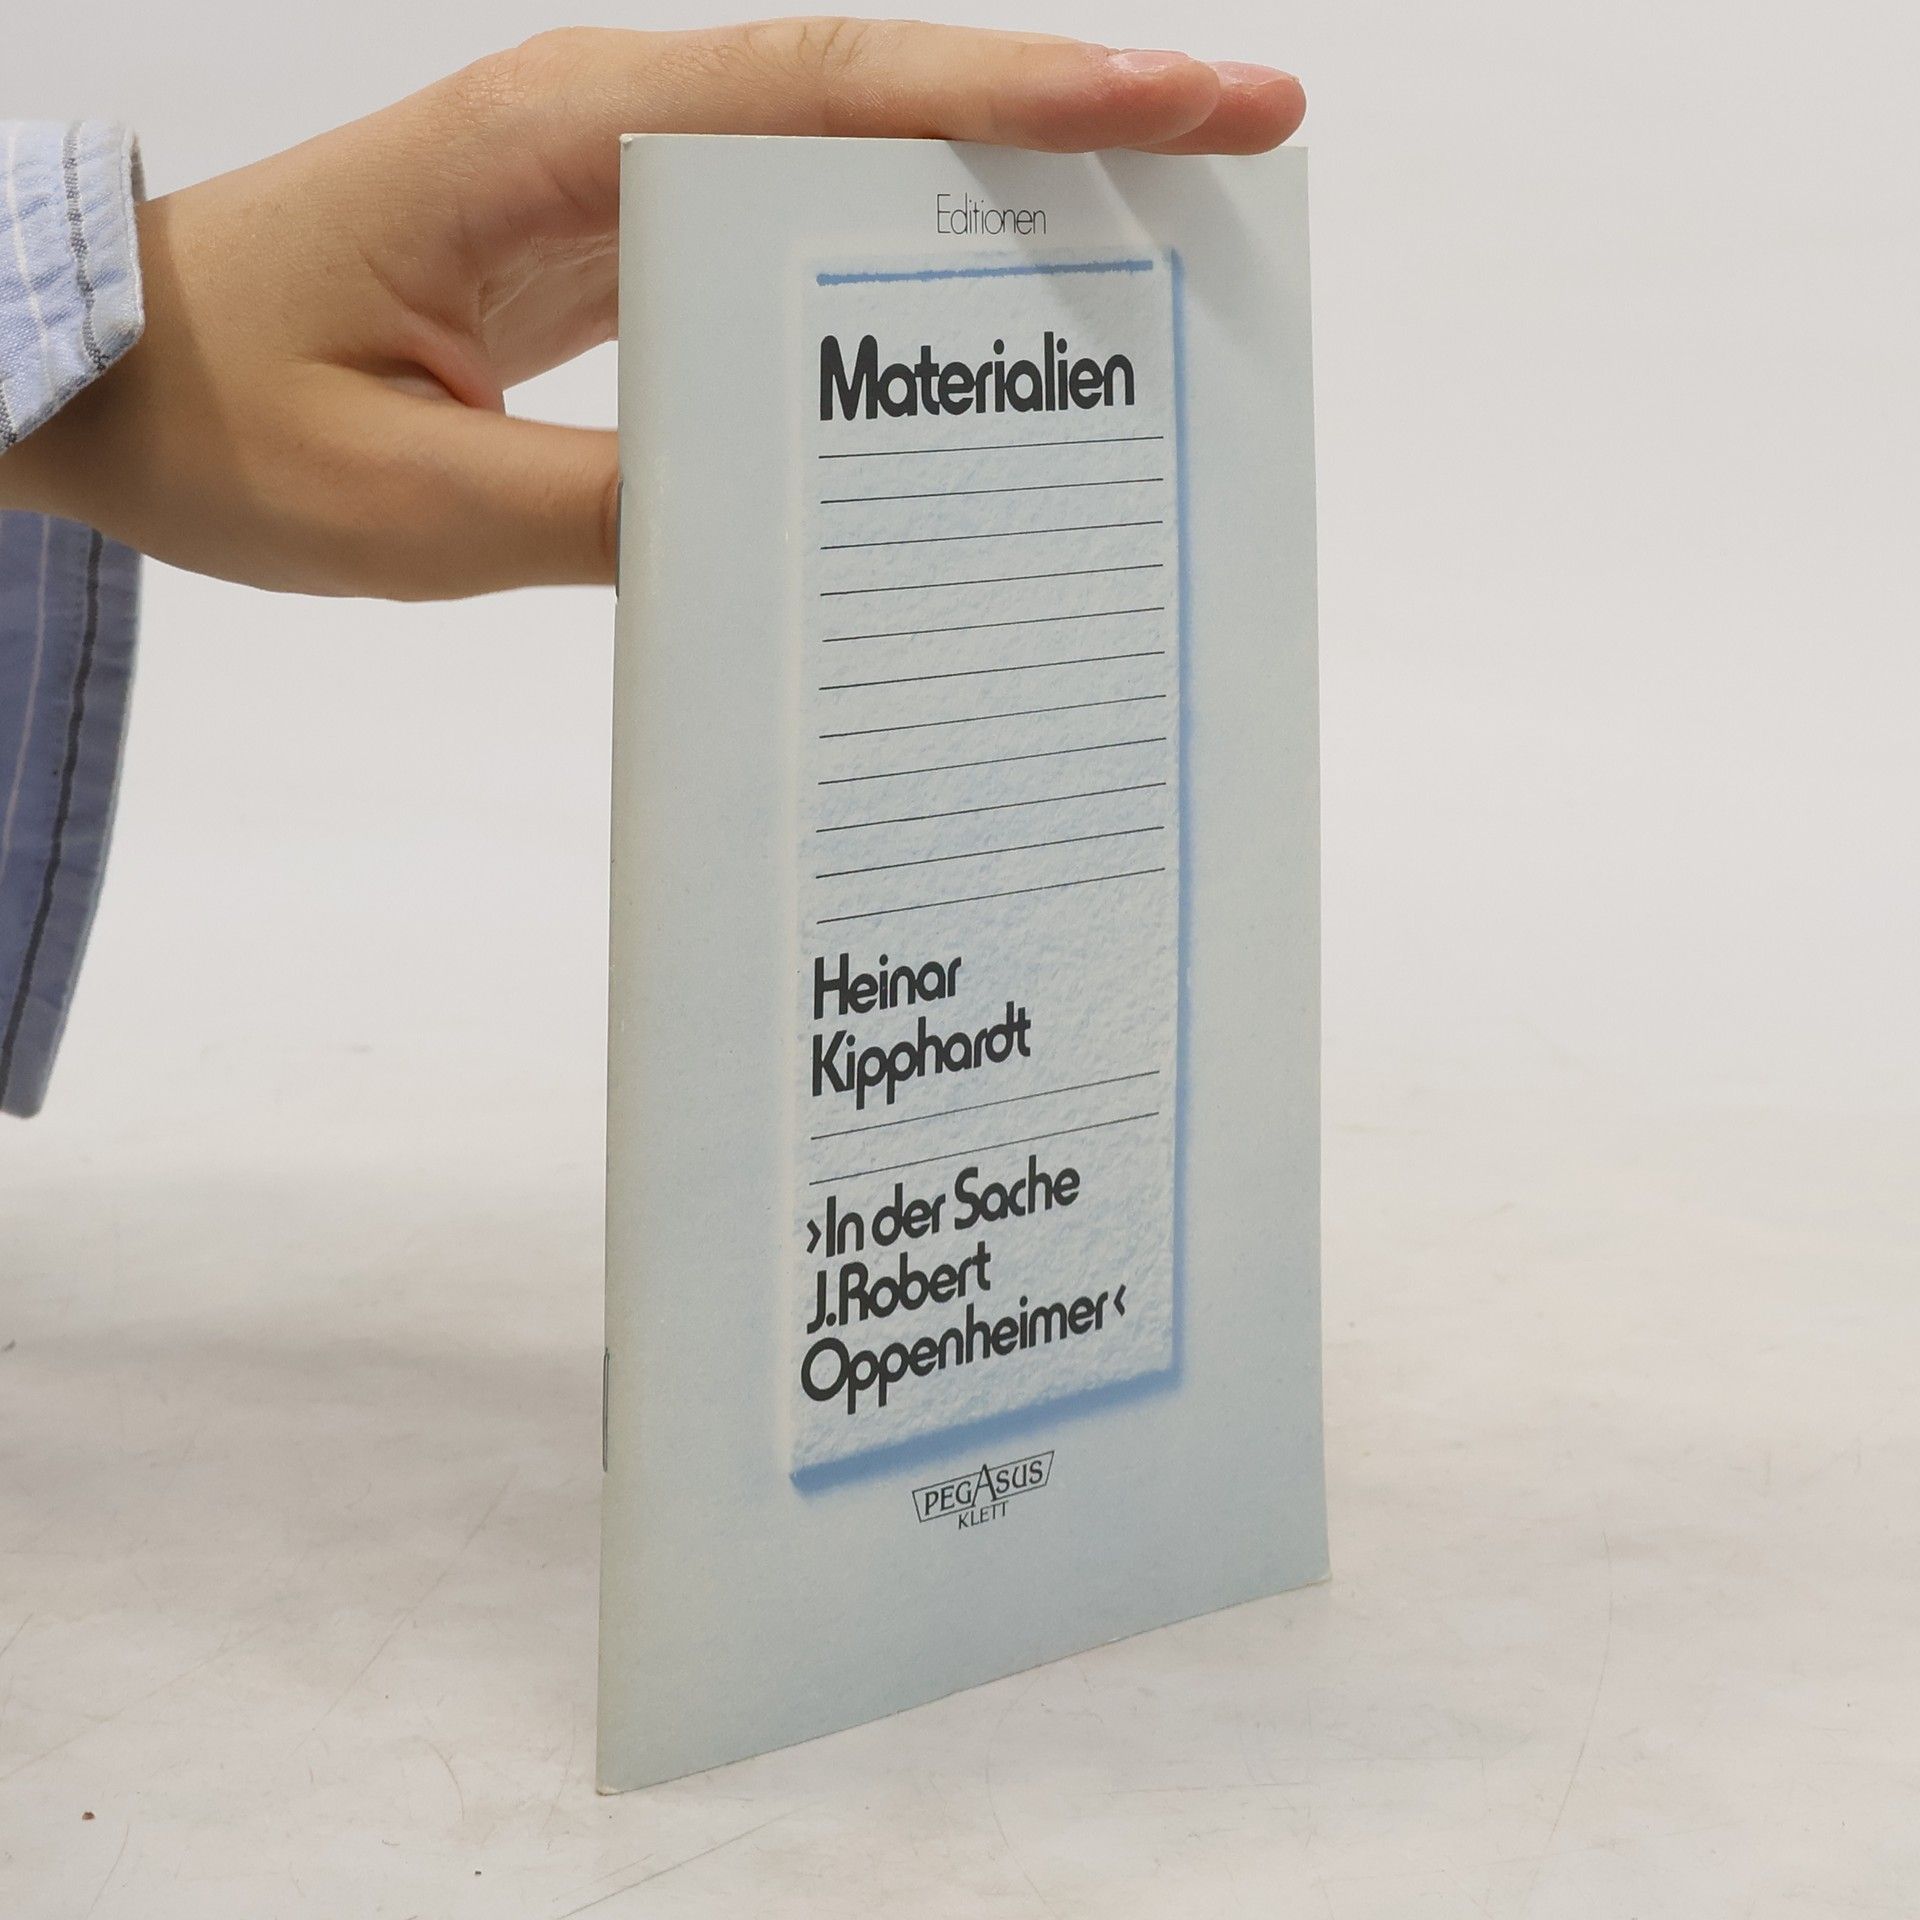 Editionen
Materialien
Heinar
Kipphardt
›In der Sache
J.Robert
Oppenheimer‹
PEGASUS
KLETT